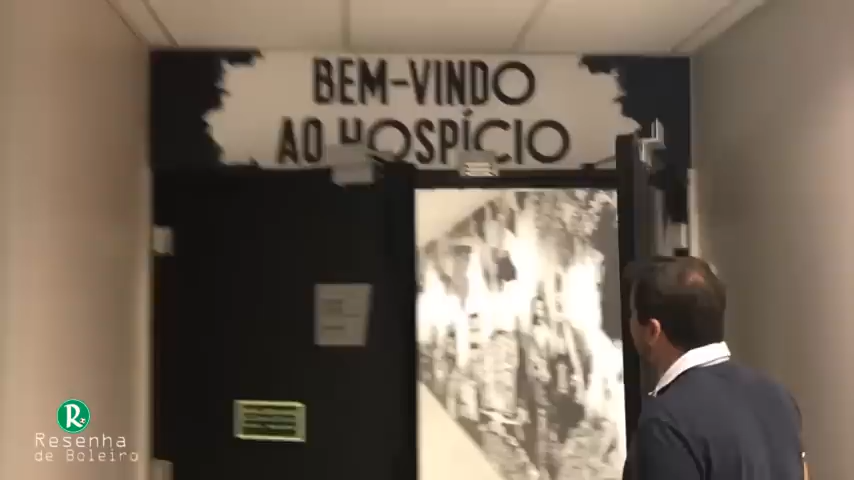 BEM-VINDO
AO HOSPÍCIO
R
Resenha
de Boleiro